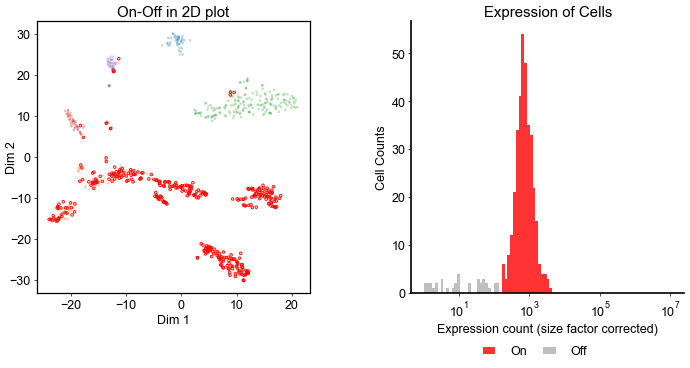 On-Off in 2D plot
30
20
10
0
−10
−20
−30
Dim 2
−20 −10 0 10 20
Dim 1
Expression of Cells
50
40
30
20
10
0
Cell Counts
10^1 10^3 10^5 10^7
Expression count (size factor corrected)
On Off